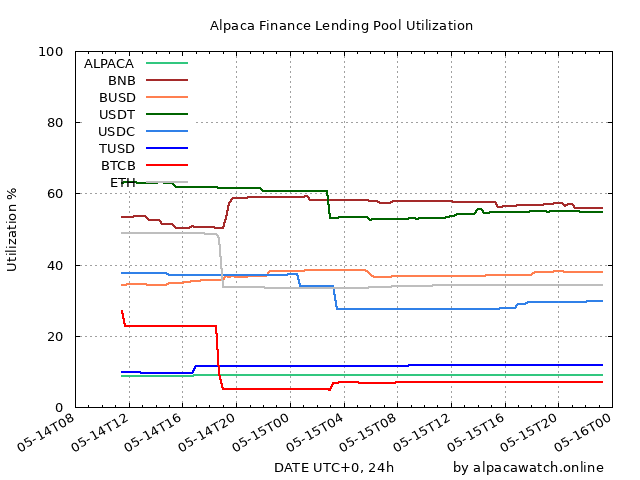 Alpaca Finance Lending Pool Utilization
100
80
60
40
20
0
Utilization %
ALPACA
BNB
BUSD
USDT
USDC
TUSD
BTCB
ETH
05-14T08
05-14T12
05-14T16
05-14T20
05-15T00
05-15T04
05-15T08
05-15T12
05-15T16
05-15T20
05-16T00
DATE UTC+0, 24h
by alpacawatch.online